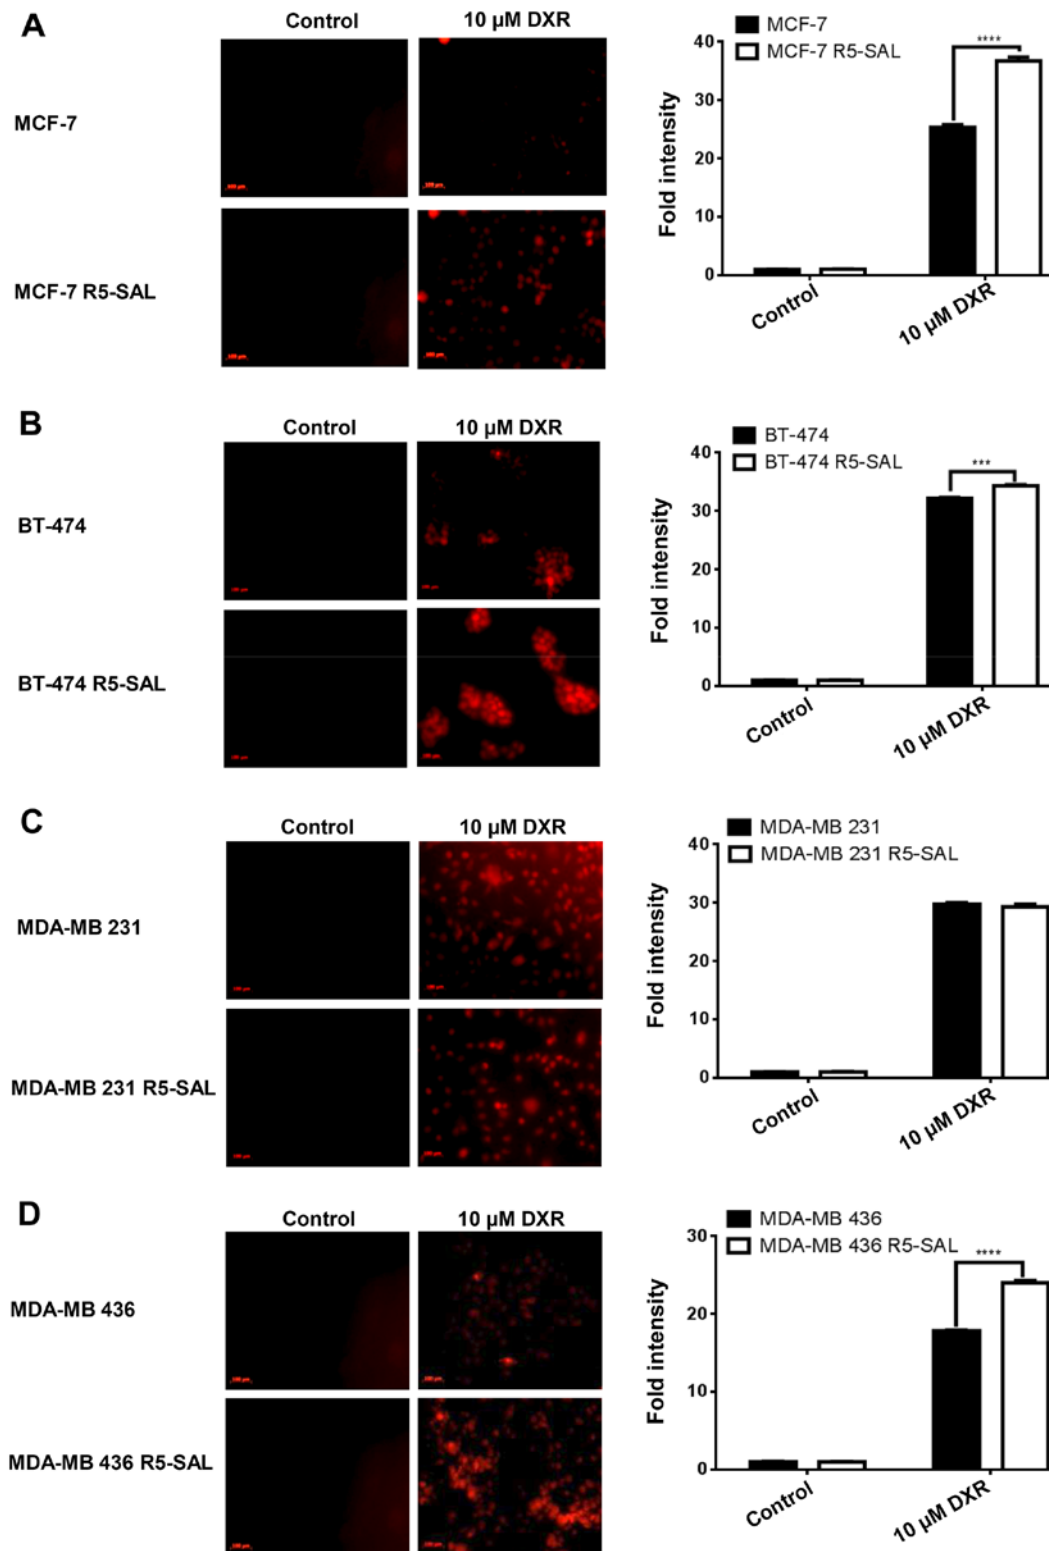 A
Control
10 µM DXR
MCF-7
MCF-7 R5-SAL
MCF-7
MCF-7 R5-SAL
****
Fold intensity
40
30
20
10
0
Control
10 µM DXR
B
Control
10 µM DXR
BT-474
BT-474 R5-SAL
BT-474
BT-474 R5-SAL
***
Fold intensity
40
30
20
10
0
Control
10 µM DXR
C
Control
10 µM DXR
MDA-MB 231
MDA-MB 231 R5-SAL
MDA-MB 231
MDA-MB 231 R5-SAL
Fold intensity
40
30
20
10
0
Control
10 µM DXR
D
Control
10 µM DXR
MDA-MB 436
MDA-MB 436 R5-SAL
MDA-MB 436
MDA-MB 436 R5-SAL
****
Fold intensity
30
20
10
0
Control
10 µM DXR